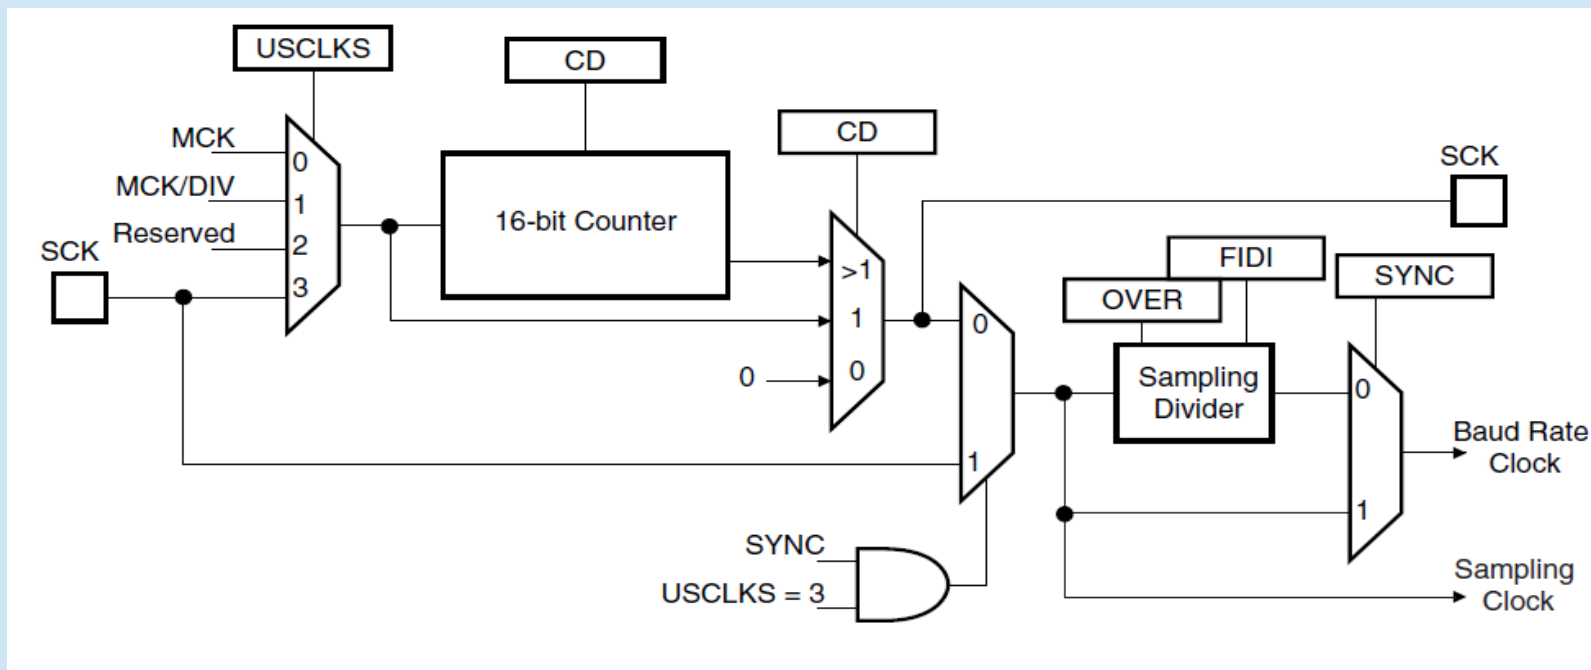 USCLKS
CD
MCK
0
MCK/DIV
1
Reserved
2
SCK
3
16-bit Counter
CD
>1
1
0
0
SCK
0
1
SYNC
USCLKS = 3
FIDI
OVER
SYNC
Sampling
Divider
0
1
Baud Rate
Clock
Sampling
Clock